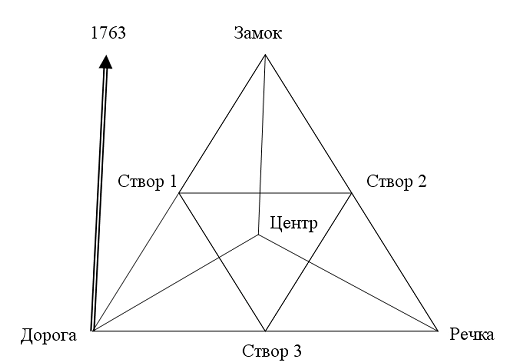 1763
Замок
Створ 1
Створ 2
Центр
Дорога
Речка
Створ 3